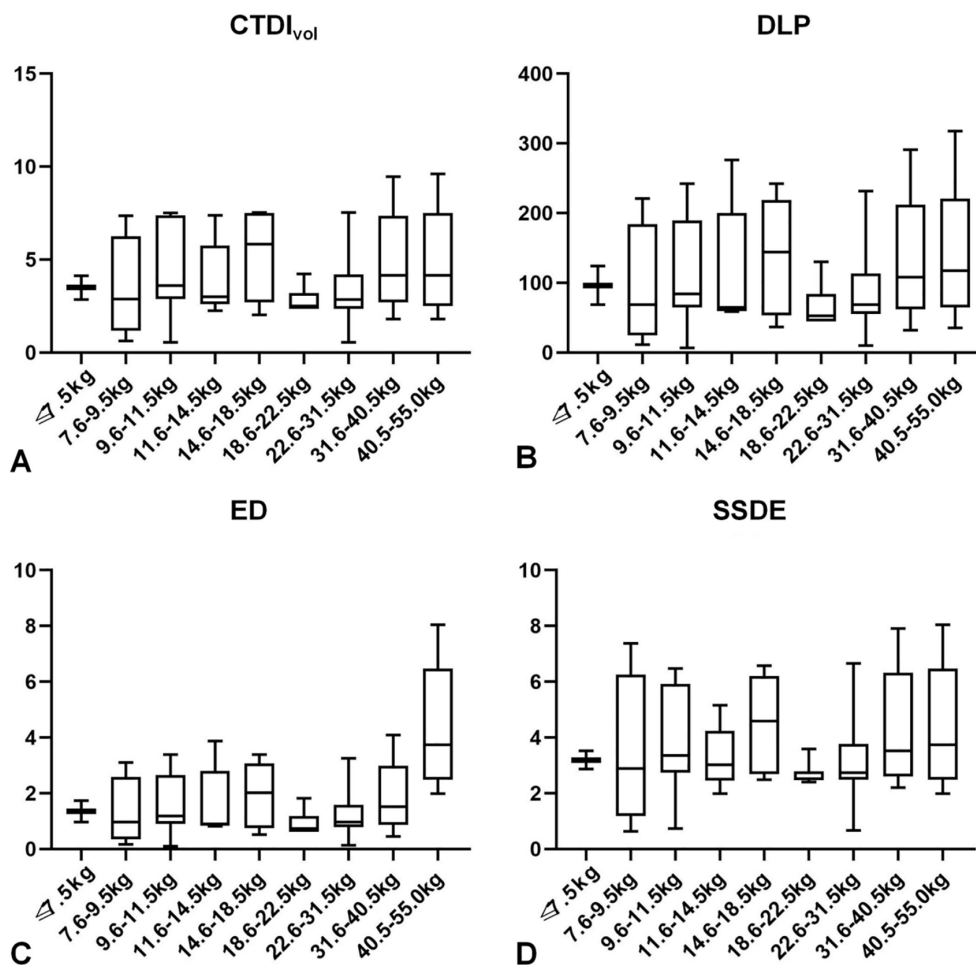 CTDIvol
15
10
5
0
≤7.5kg
7.6-9.5kg
9.6-11.5kg
11.6-14.5kg
14.6-18.5kg
18.6-22.5kg
22.6-31.5kg
31.6-40.5kg
40.5-55.0kg
A
DLP
400
300
200
100
0
≤7.5kg
7.6-9.5kg
9.6-11.5kg
11.6-14.5kg
14.6-18.5kg
18.6-22.5kg
22.6-31.5kg
31.6-40.5kg
40.5-55.0kg
B
ED
10
8
6
4
2
0
≤7.5kg
7.6-9.5kg
9.6-11.5kg
11.6-14.5kg
14.6-18.5kg
18.6-22.5kg
22.6-31.5kg
31.6-40.5kg
40.5-55.0kg
C
SSDE
10
8
6
4
2
0
≤7.5kg
7.6-9.5kg
9.6-11.5kg
11.6-14.5kg
14.6-18.5kg
18.6-22.5kg
22.6-31.5kg
31.6-40.5kg
40.5-55.0kg
D